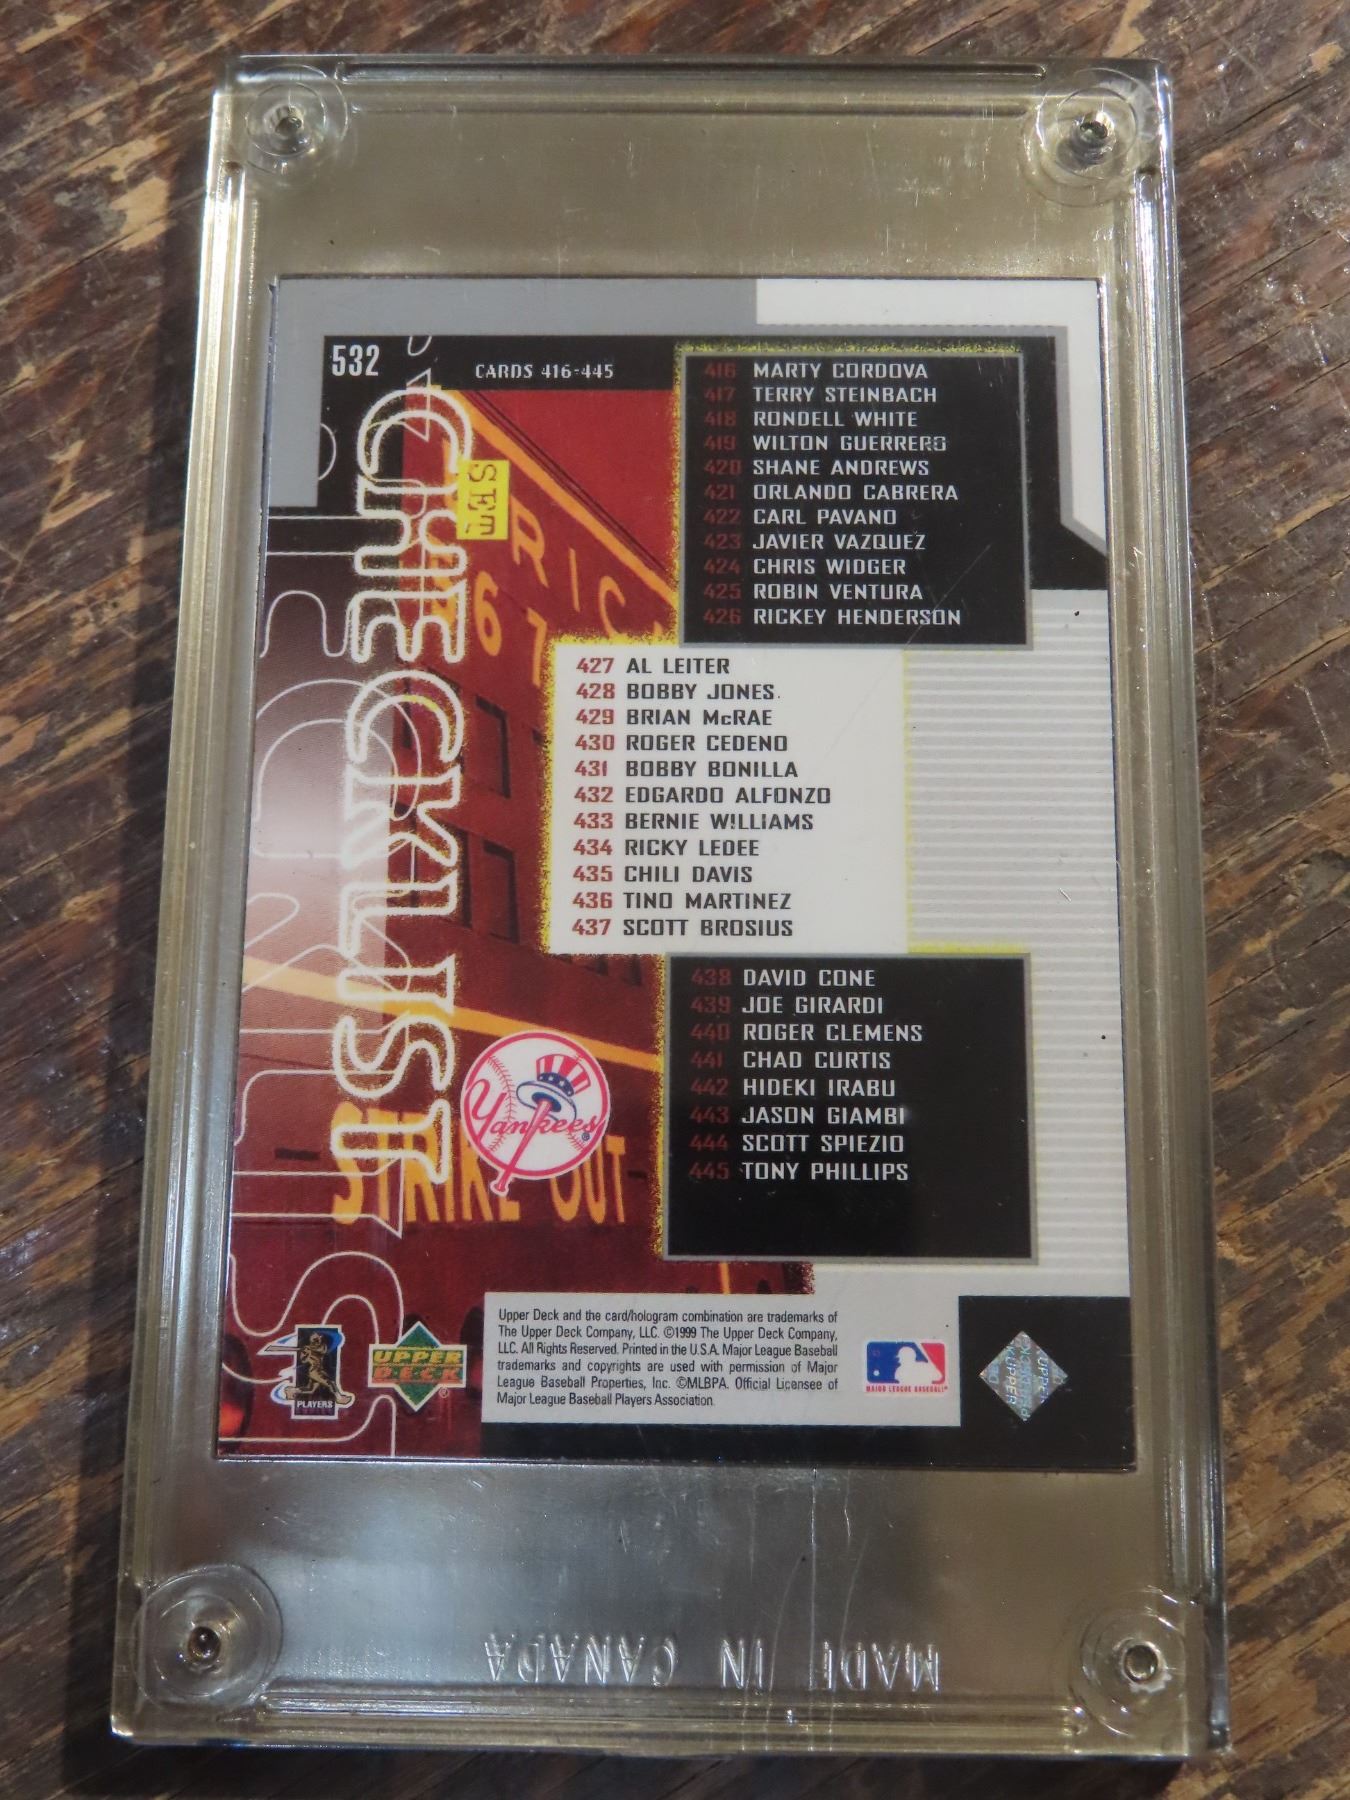 532
CARDS 416-445
CHECKLIST
SET
RIC
67
STRIKE OUT
416 MARTY CORDOVA
417 TERRY STEINBACH
418 RONDELL WHITE
419 WILTON GUERRERO
420 SHANE ANDREWS
421 ORLANDO CABRERA
422 CARL PAVANO
423 JAVIER VAZQUEZ
424 CHRIS WIDGER
425 ROBIN VENTURA
426 RICKEY HENDERSON
427 AL LEITER
428 BOBBY JONES
429 BRIAN McRAE
430 ROGER CEDENO
431 BOBBY BONILLA
432 EDGARDO ALFONZO
433 BERNIE WILLIAMS
434 RICKY LEDEE
435 CHILI DAVIS
436 TINO MARTINEZ
437 SCOTT BROSIUS
438 DAVID CONE
439 JOE GIRARDI
440 ROGER CLEMENS
441 CHAD CURTIS
442 HIDEKI IRABU
443 JASON GIAMBI
444 SCOTT SPIEZIO
445 TONY PHILLIPS
Yankees®
Upper Deck and the card/hologram combination are trademarks of
The Upper Deck Company, LLC. ©1999 The Upper Deck Company,
LLC. All Rights Reserved. Printed in the U.S.A. Major League Baseball
trademarks and copyrights are used with permission of Major
League Baseball Properties, Inc. ©MLBPA. Official Licensee of
Major League Baseball Players Association.
PLAYERS
UPPER
DECK®
MAJOR LEAGUE BASEBALL®
UPPER
MADE IN CANADA